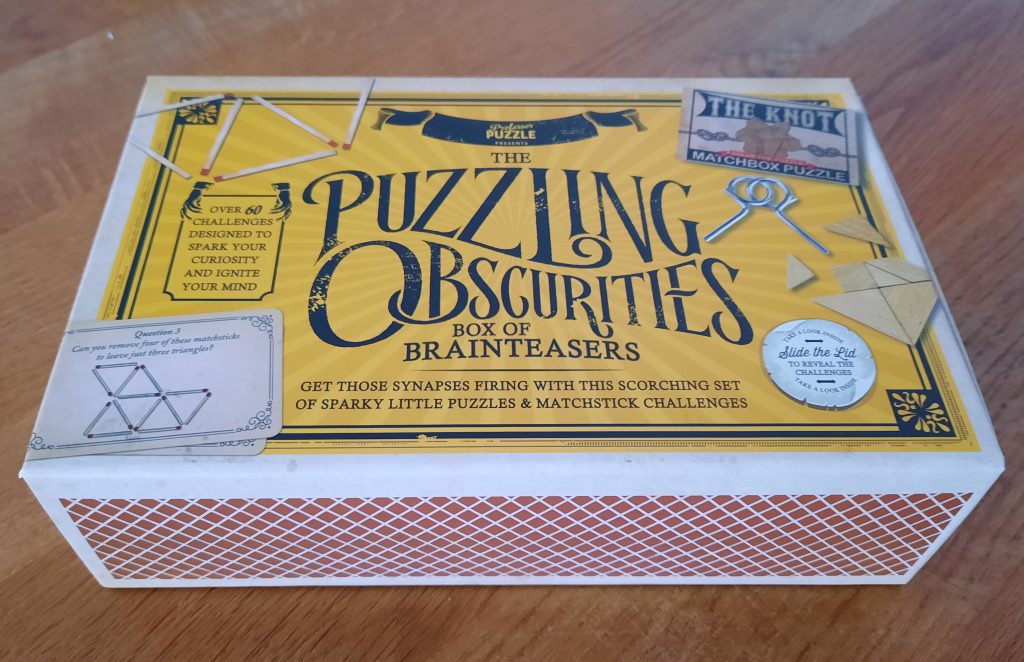 Professor
PUZZLE
PRESENTS
THE
PUZZLING
OBSCURITIES
BOX OF
BRAINTEASERS
GET THOSE SYNAPSES FIRING WITH THIS SCORCHING SET
OF SPARKY LITTLE PUZZLES & MATCHSTICK CHALLENGES
OVER 60
CHALLENGES
DESIGNED TO
SPARK YOUR
CURIOSITY
AND IGNITE
YOUR MIND
Question 3
Can you remove four of these matchsticks
to leave just three triangles?
THE KNOT
MATCHBOX PUZZLE
TAKE A LOOK INSIDE
Slide the Lid
TO REVEAL THE
CHALLENGES
TAKE A LOOK INSIDE